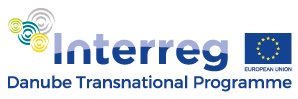 Interreg
EUROPEAN UNION
Danube Transnational Programme